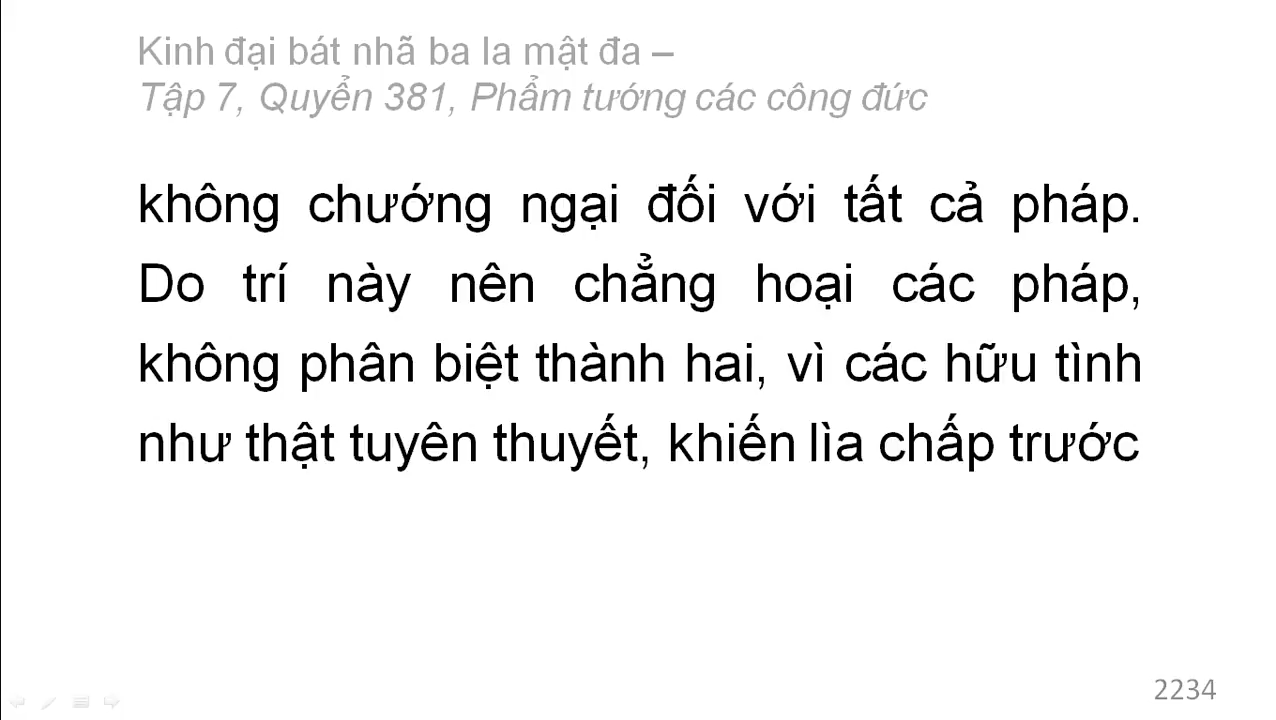 Kinh đại bát nhã ba la mật đa –
Tập 7, Quyển 381, Phẩm tướng các công đức
không chướng ngại đối với tất cả pháp.
Do trí này nên chẳng hoại các pháp,
không phân biệt thành hai, vì các hữu tình
như thật tuyên thuyết, khiến lìa chấp trước
2234